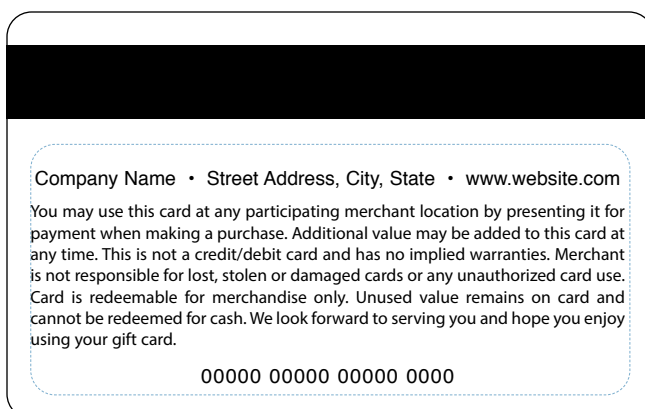 Company Name • Street Address, City, State • www.website.com
You may use this card at any participating merchant location by presenting it for
payment when making a purchase. Additional value may be added to this card at
any time. This is not a credit/debit card and has no implied warranties. Merchant
is not responsible for lost, stolen or damaged cards or any unauthorized card use.
Card is redeemable for merchandise only. Unused value remains on card and
cannot be redeemed for cash. We look forward to serving you and hope you enjoy
using your gift card.
00000 00000 00000 0000